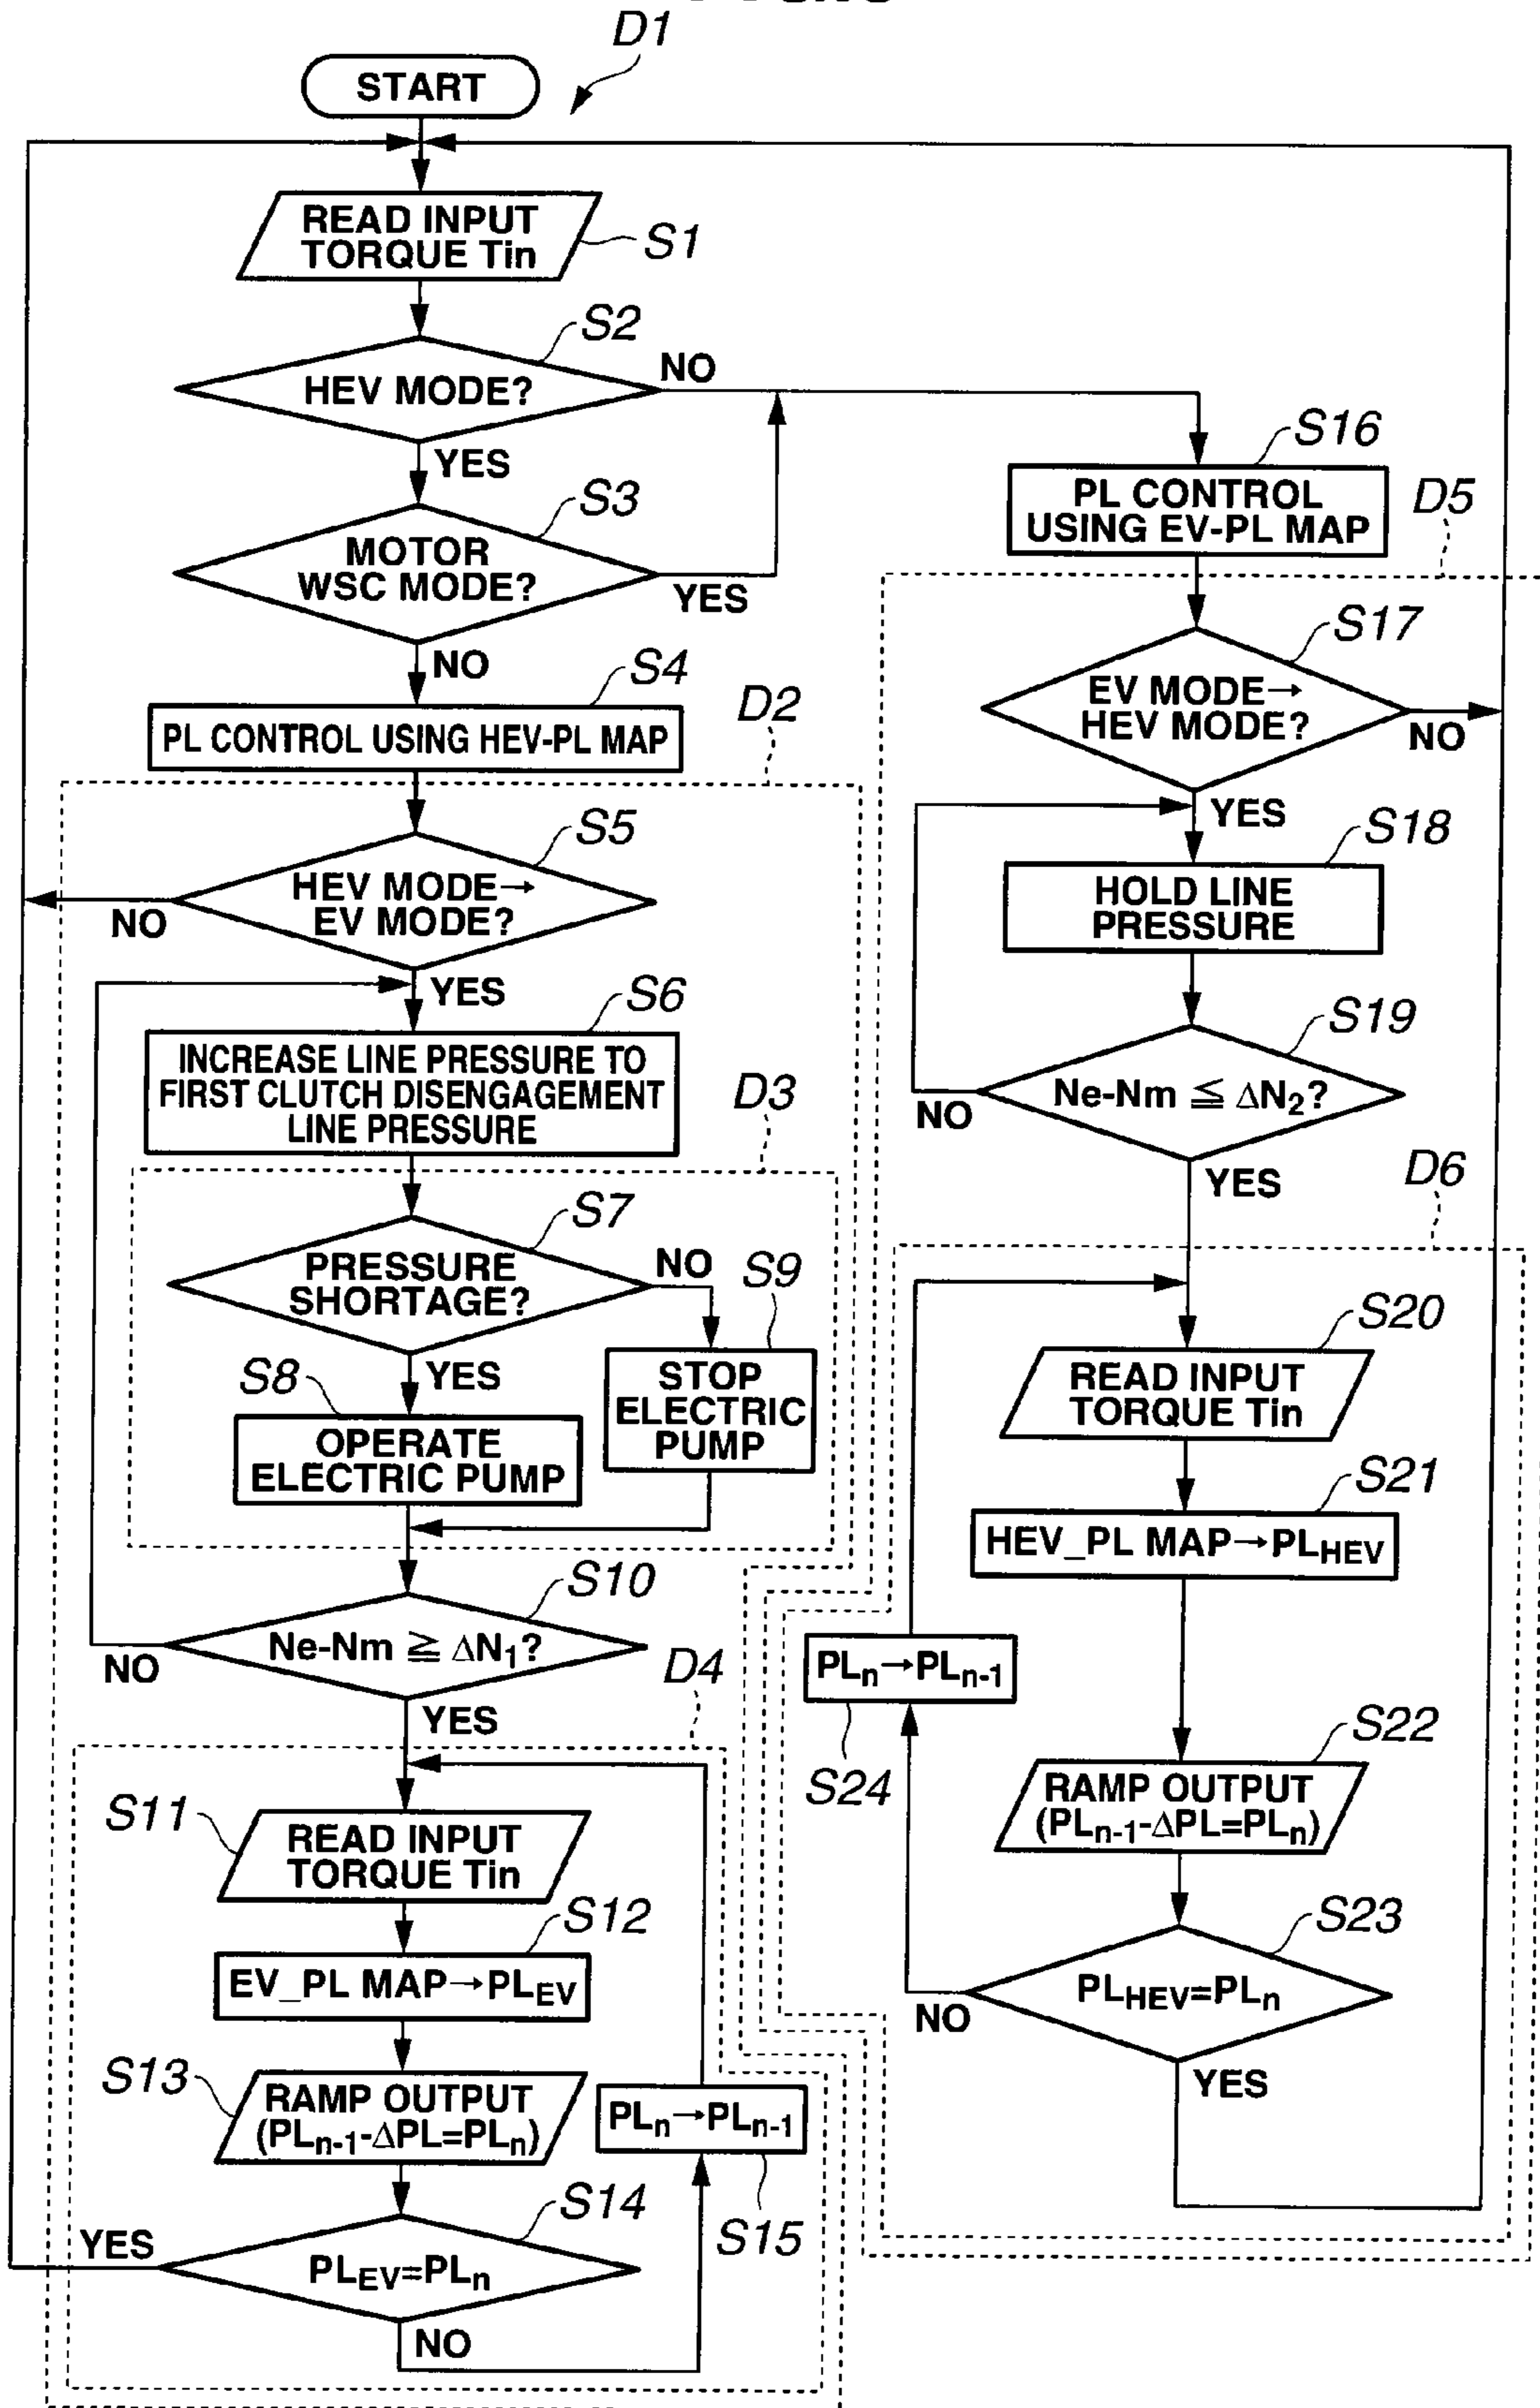 D1
START
READ INPUT
TORQUE Tin
S1
S2
HEV MODE?
NO
YES
S3
MOTOR
WSC MODE?
YES
NO
S4
PL CONTROL USING HEV-PL MAP
D2
S5
HEV MODE→
EV MODE?
NO
YES
S6
INCREASE LINE PRESSURE TO
FIRST CLUTCH DISENGAGEMENT
LINE PRESSURE
D3
S7
PRESSURE
SHORTAGE?
NO
S9
YES
S8
OPERATE
ELECTRIC PUMP
STOP
ELECTRIC
PUMP
S10
Ne-Nm ≧ ΔN1?
NO
YES
D4
S11
READ INPUT
TORQUE Tin
S12
EV_PL MAP→PLEV
S13
RAMP OUTPUT
(PLn-1-ΔPL=PLn)
PLn→PLn-1
S15
S14
PLEV=PLn
YES
NO
S16
PL CONTROL
USING EV-PL MAP
D5
S17
EV MODE→
HEV MODE?
NO
YES
S18
HOLD LINE
PRESSURE
S19
Ne-Nm ≦ ΔN2?
NO
YES
D6
S20
READ INPUT
TORQUE Tin
S21
HEV_PL MAP→PLHEV
PLn→PLn-1
S24
S22
RAMP OUTPUT
(PLn-1-ΔPL=PLn)
S23
PLHEV=PLn
NO
YES